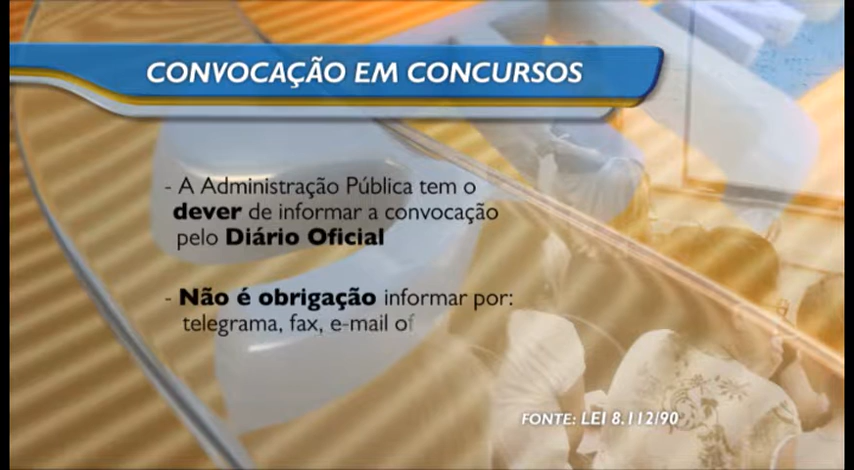 CONVOCAÇÃO EM CONCURSOS
- A Administração Pública tem o
dever de informar a convocação
pelo Diário Oficial
- Não é obrigação informar por:
telegrama, fax, e-mail of
FONTE: LEI 8.112/90